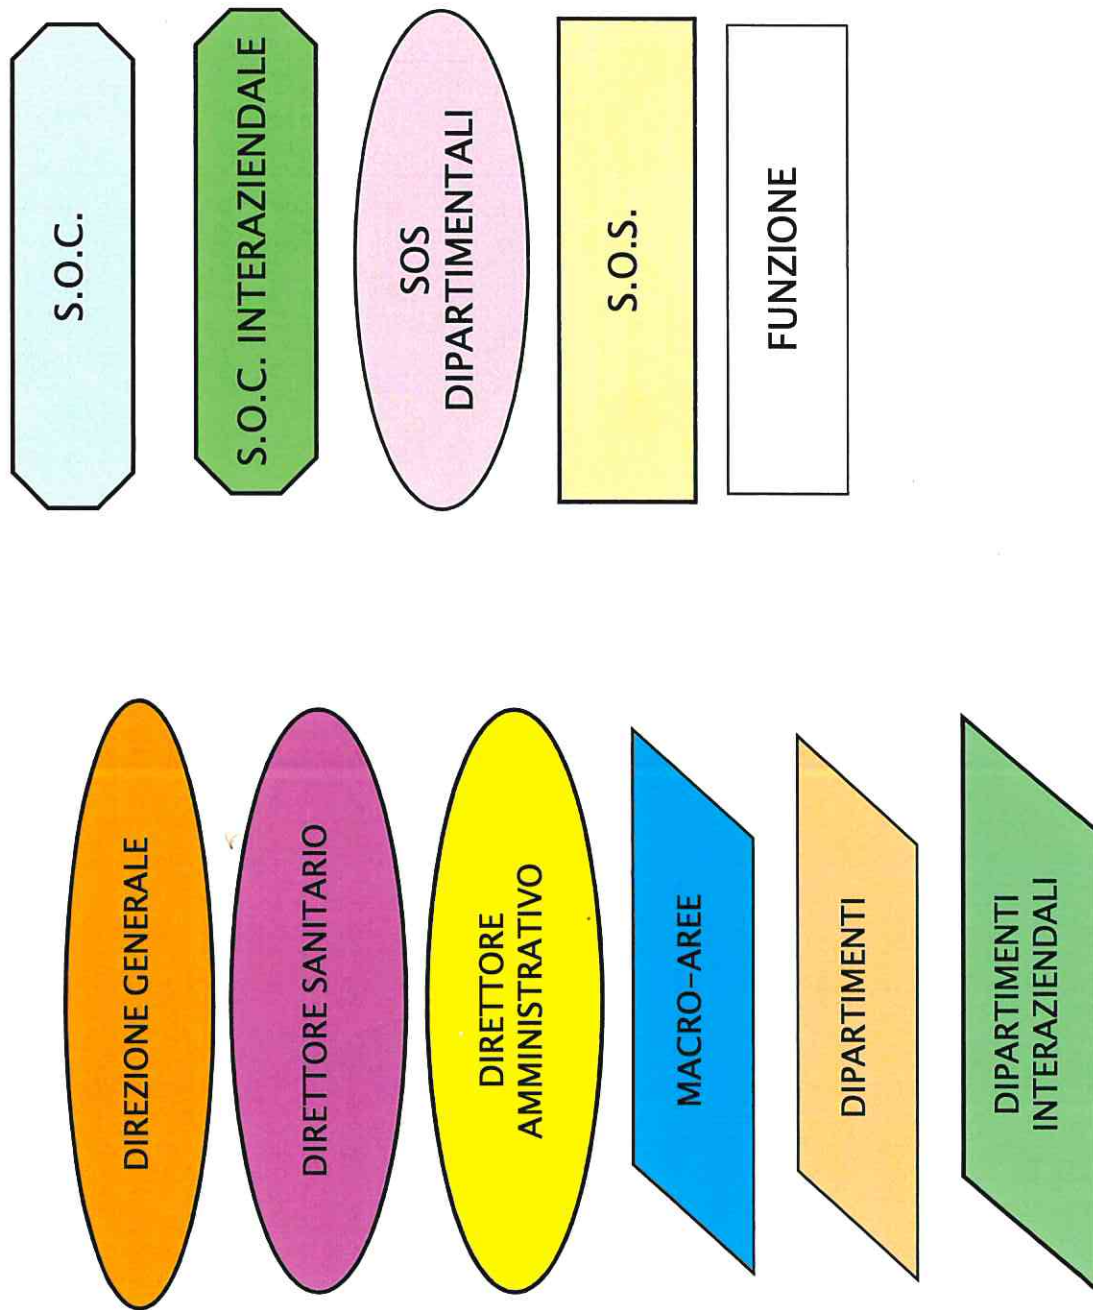 DIREZIONE GENERALE
DIRETTORE SANITARIO
DIRETTORE
AMMINISTRATIVO
MACRO-AREE
DIPARTIMENTI
DIPARTIMENTI
INTERAZIENDALI
S.O.C.
S.O.C. INTERAZIENDALE
SOS
DIPARTIMENTALI
S.O.S.
FUNZIONE